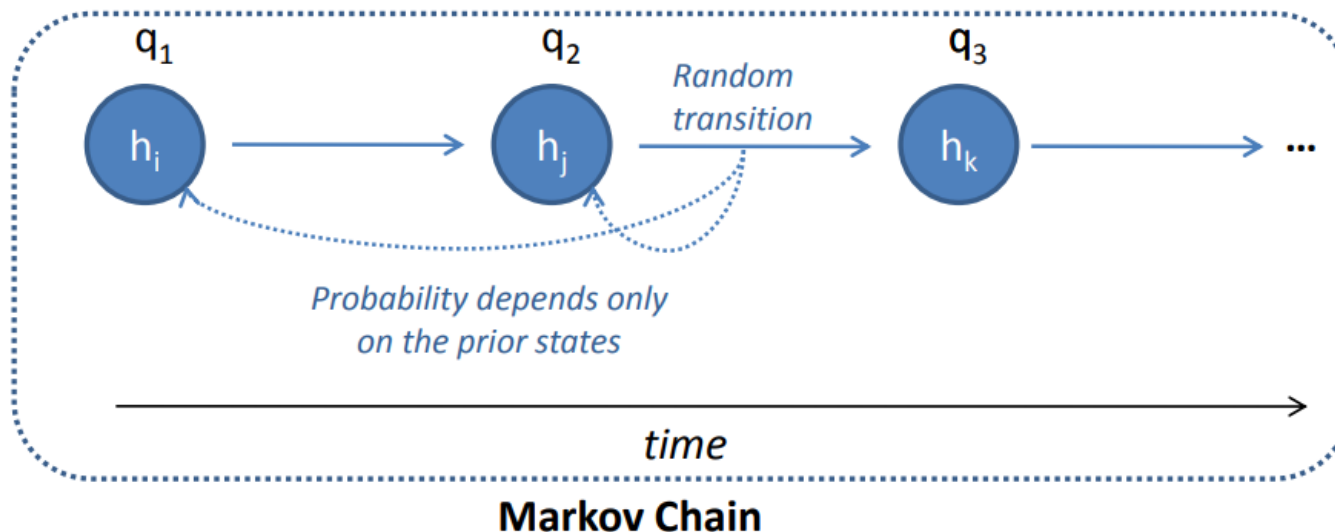 q₁ q₂ q₃
Random
transition
hᵢ hⱼ hₖ ...
Probability depends only
on the prior states
time
Markov Chain